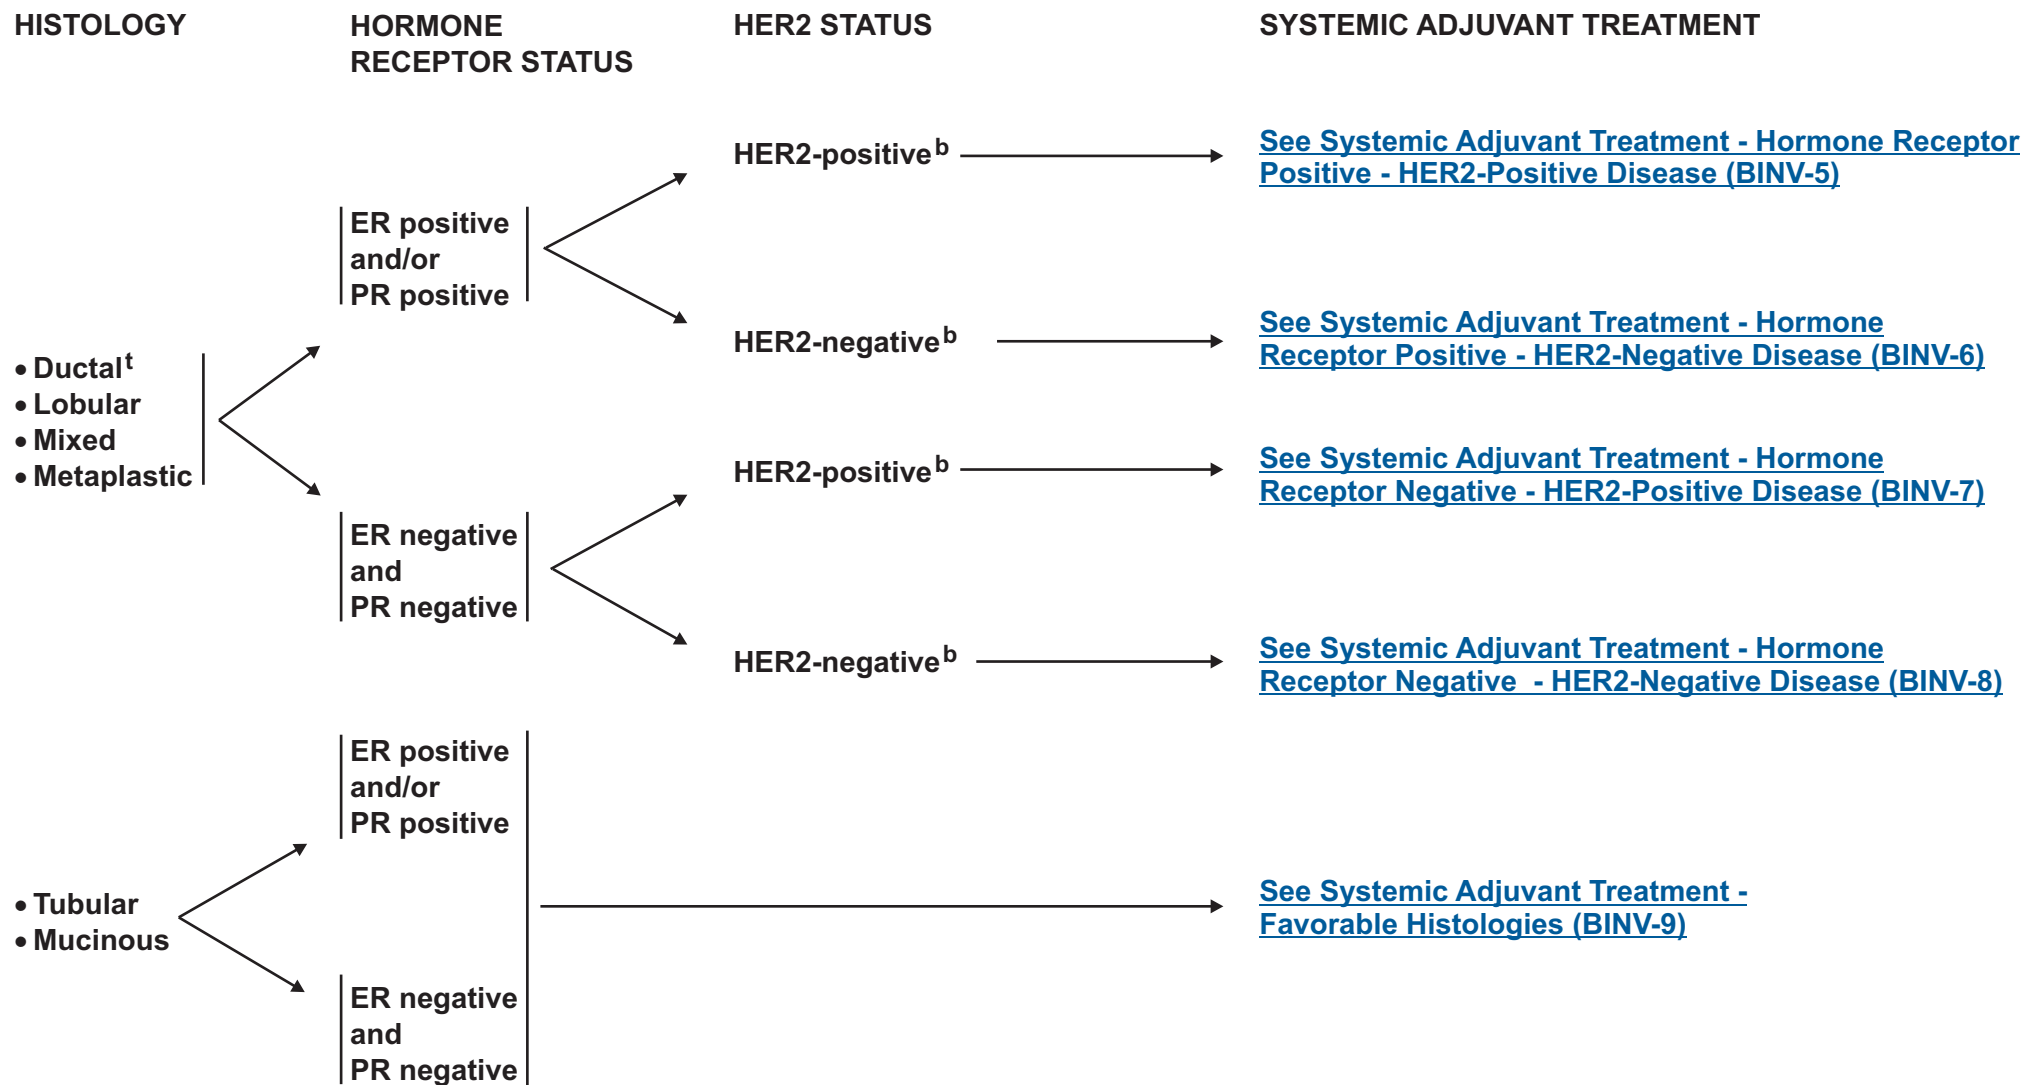 HISTOLOGY
HORMONE
RECEPTOR STATUS
HER2 STATUS
SYSTEMIC ADJUVANT TREATMENT
• Ductal t
• Lobular
• Mixed
• Metaplastic
ER positive
and/or
PR positive
HER2-positive b
See Systemic Adjuvant Treatment - Hormone Receptor
Positive - HER2-Positive Disease (BINV-5)
HER2-negative b
See Systemic Adjuvant Treatment - Hormone
Receptor Positive - HER2-Negative Disease (BINV-6)
ER negative
and
PR negative
HER2-positive b
See Systemic Adjuvant Treatment - Hormone
Receptor Negative - HER2-Positive Disease (BINV-7)
HER2-negative b
See Systemic Adjuvant Treatment - Hormone
Receptor Negative - HER2-Negative Disease (BINV-8)
• Tubular
• Mucinous
ER positive
and/or
PR positive
ER negative
and
PR negative
See Systemic Adjuvant Treatment -
Favorable Histologies (BINV-9)